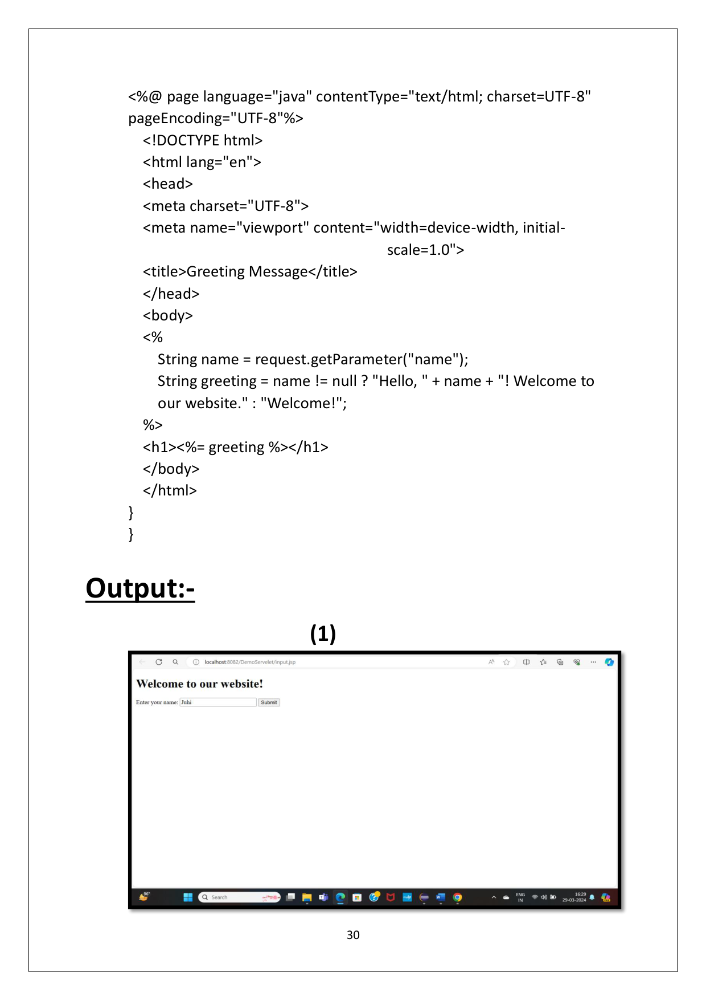 <%@ page language="java" contentType="text/html; charset=UTF-8"
pageEncoding="UTF-8"%>
<!DOCTYPE html>
<html lang="en">
<head>
<meta charset="UTF-8">
<meta name="viewport" content="width=device-width, initial-
scale=1.0">
<title>Greeting Message</title>
</head>
<body>
<%
String name = request.getParameter("name");
String greeting = name != null ? "Hello, " + name + "! Welcome to
our website." : "Welcome!";
%>
<h1><%= greeting %></h1>
</body>
</html>
}
}
Output:-
(1)
localhost:8082/DemoServelet/input.jsp
Welcome to our website!
Enter your name: Juhi Submit
96°
Search
ENG
IN
16:29
29-03-2024
30